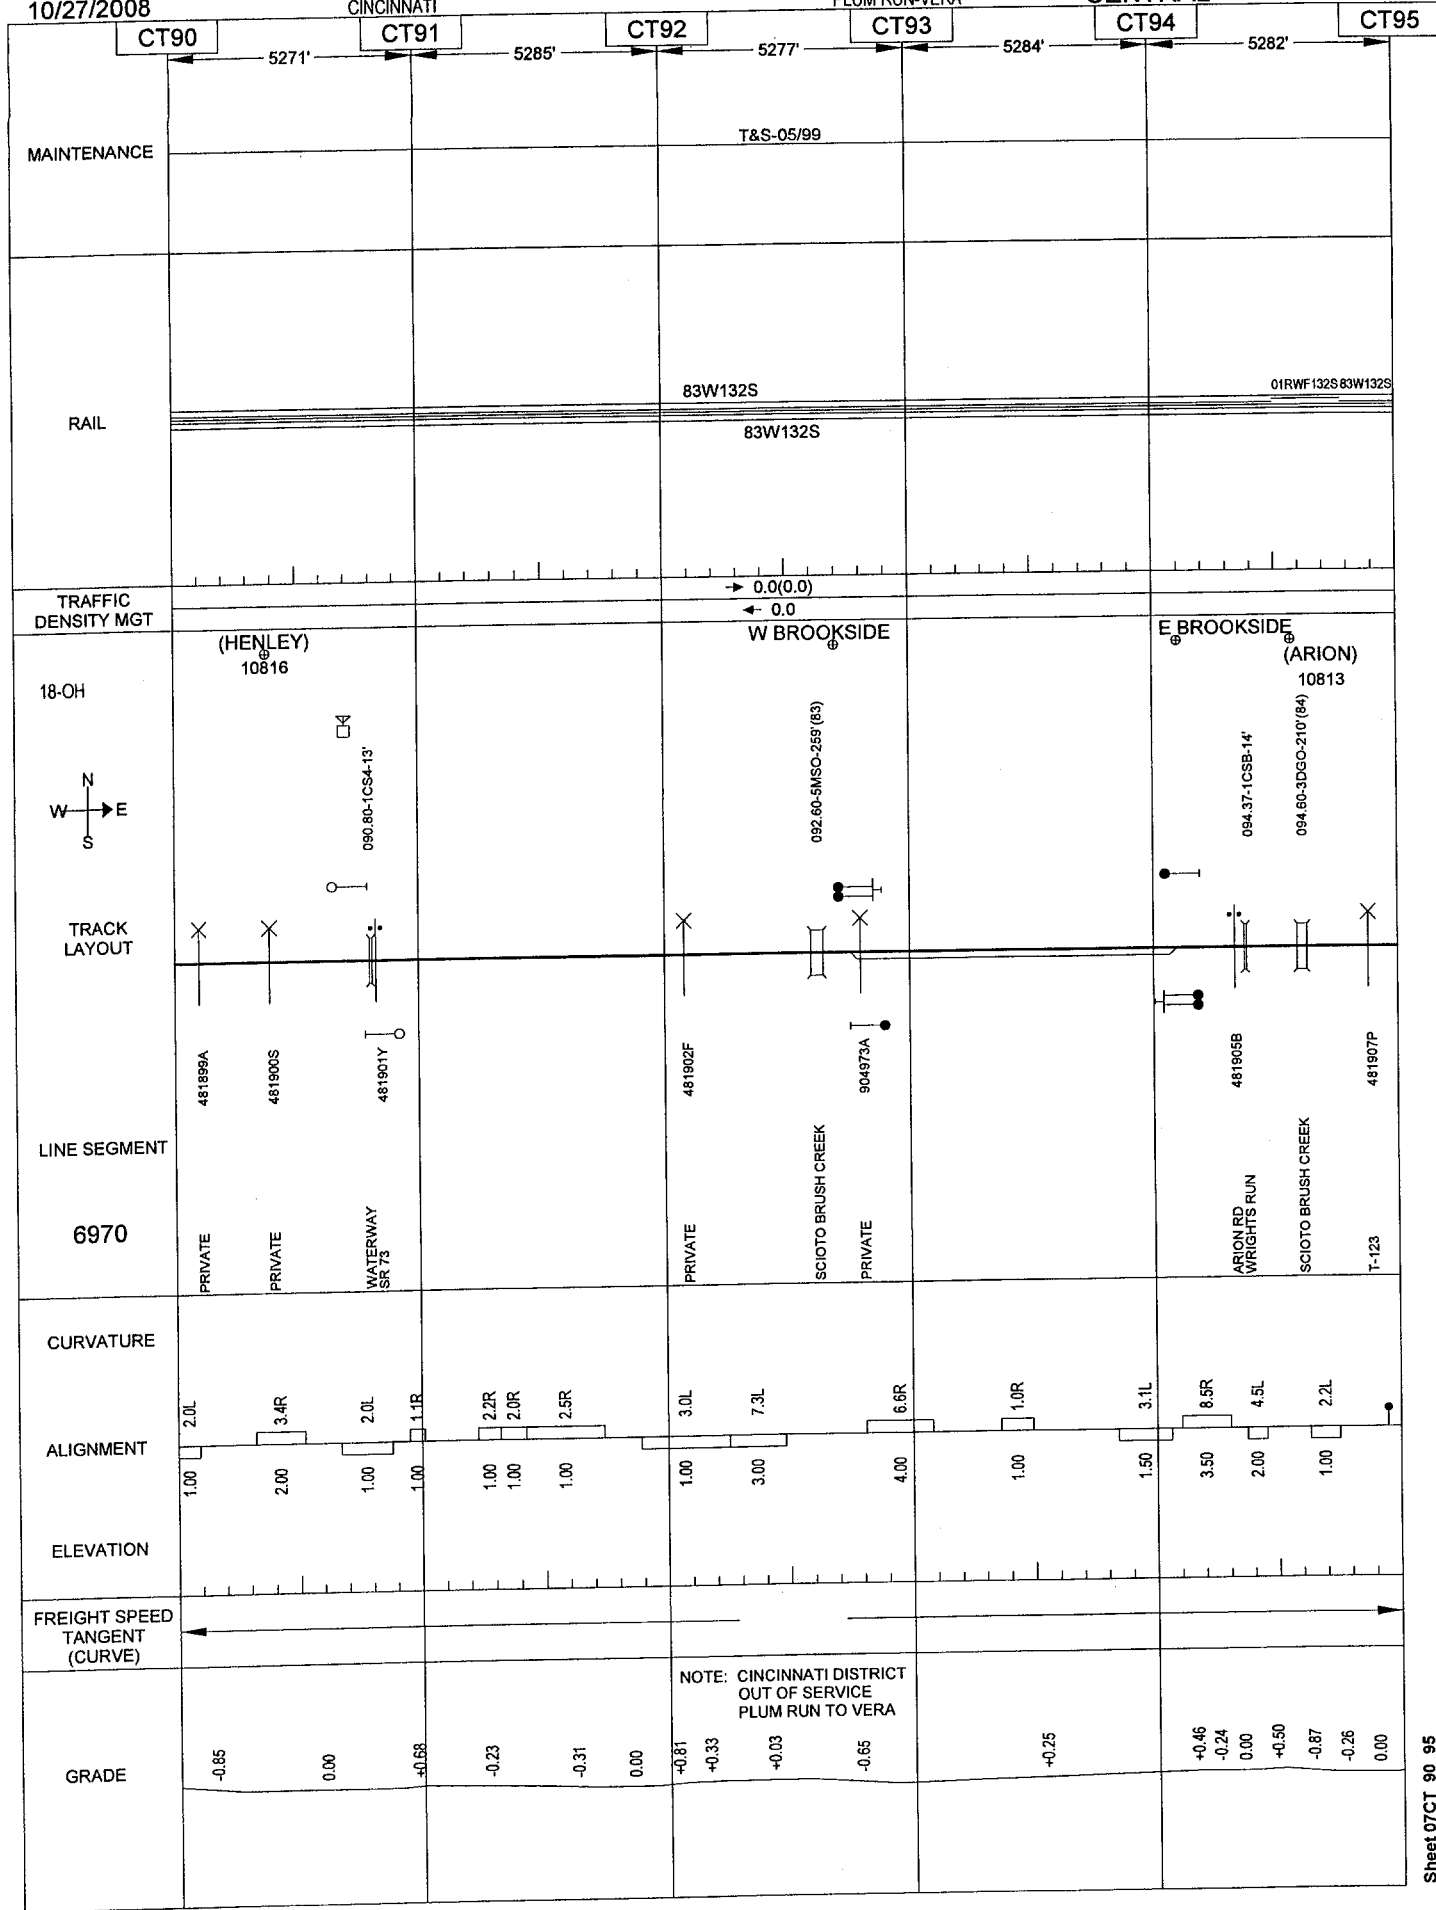 10/27/2008
CINCINNATI
PLUM RUN-VERA
CENTRAL
CT90
CT91
CT92
CT93
CT94
CT95
5271'
5285'
5277'
5284'
5282'
MAINTENANCE
T&S-05/99
RAIL
83W132S
01RWF132S 83W132S
83W132S
TRAFFIC
DENSITY MGT
0.0(0.0)
0.0
(HENLEY)
10816
W BROOKSIDE
E BROOKSIDE
(ARION)
10813
18-OH
N
W E
S
090.80-1CS4-13'
092.60-5MSO-259'(83)
094.37-1CSB-14'
094.60-3DGO-210'(84)
TRACK
LAYOUT
481899A
481900S
481901Y
481902F
904973A
481905B
481907P
LINE SEGMENT
6970
PRIVATE
PRIVATE
WATERWAY
SR 73
PRIVATE
SCIOTO BRUSH CREEK
PRIVATE
ARION RD
WRIGHTS RUN
SCIOTO BRUSH CREEK
T-123
CURVATURE
2.0L
3.4R
2.0L
1.1R
2.2R
2.0R
2.5R
3.0L
7.3L
6.6R
1.0R
3.1L
8.5R
4.5L
2.2L
ALIGNMENT
1.00
2.00
1.00
1.00
1.00
1.00
1.00
1.00
3.00
4.00
1.00
1.50
3.50
2.00
1.00
ELEVATION
FREIGHT SPEED
TANGENT
(CURVE)
NOTE: CINCINNATI DISTRICT
OUT OF SERVICE
PLUM RUN TO VERA
GRADE
-0.85
0.00
+0.68
-0.23
-0.31
0.00
+0.81
+0.33
+0.03
-0.65
+0.25
+0.46
-0.24
0.00
+0.50
-0.87
-0.26
0.00
Sheet 07CT 90 95